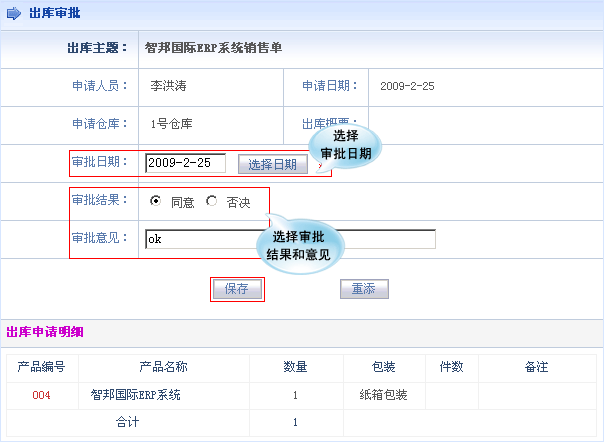 出库审批
出库主题： 智邦国际ERP系统销售单
申请人员： 李洪涛 申请日期： 2009-2-25
申请仓库： 1号仓库 出库
选择
审批日期
审批日期： 2009-2-25 选择日期
审批结果： 同意 否决
审批意见： ok
选择审批
结果和意见
保存 重添
出库申请明细
产品编号 产品名称 数量 包装 件数 备注
004 智邦国际ERP系统 1 纸箱包装
合计 1